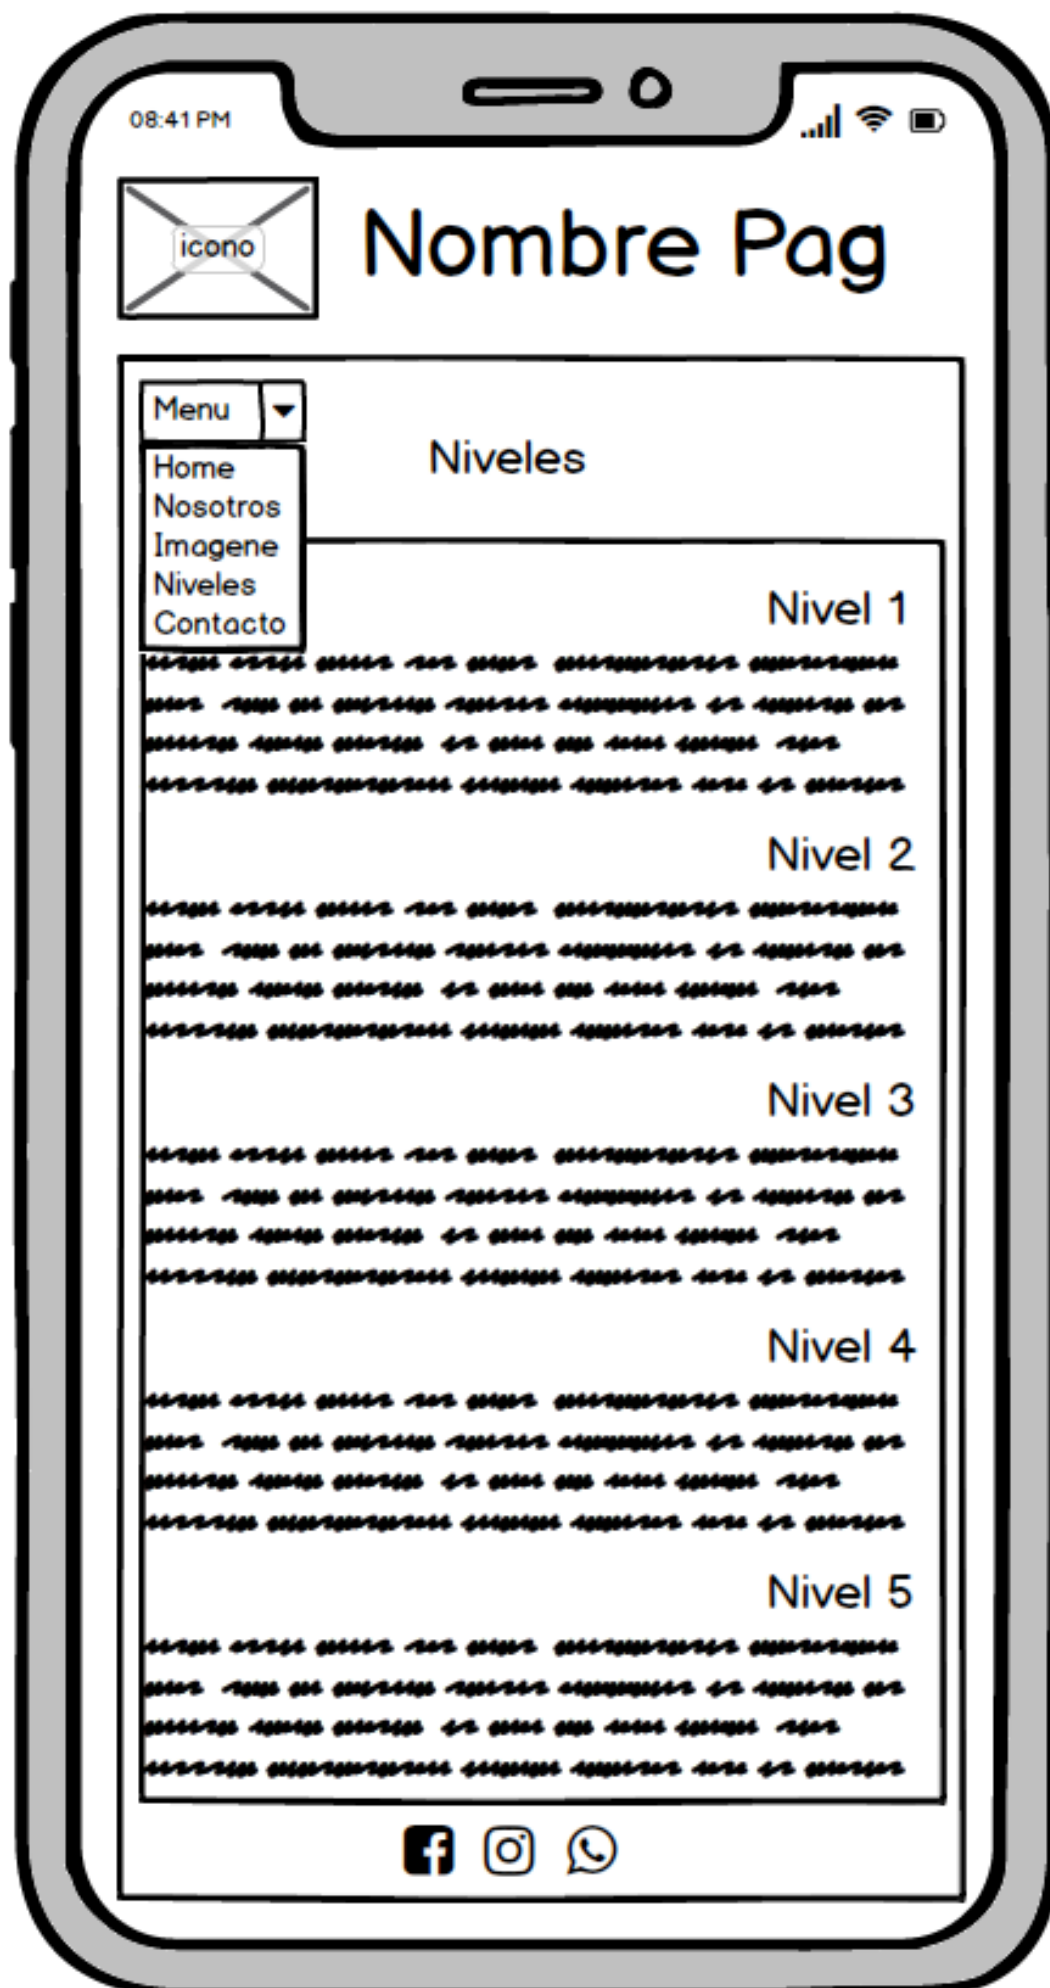 08:41 PM
icono
Nombre Pag
Menu
Home
Nosotros
Imagene
Niveles
Contacto
Niveles
Nivel 1
Nivel 2
Nivel 3
Nivel 4
Nivel 5